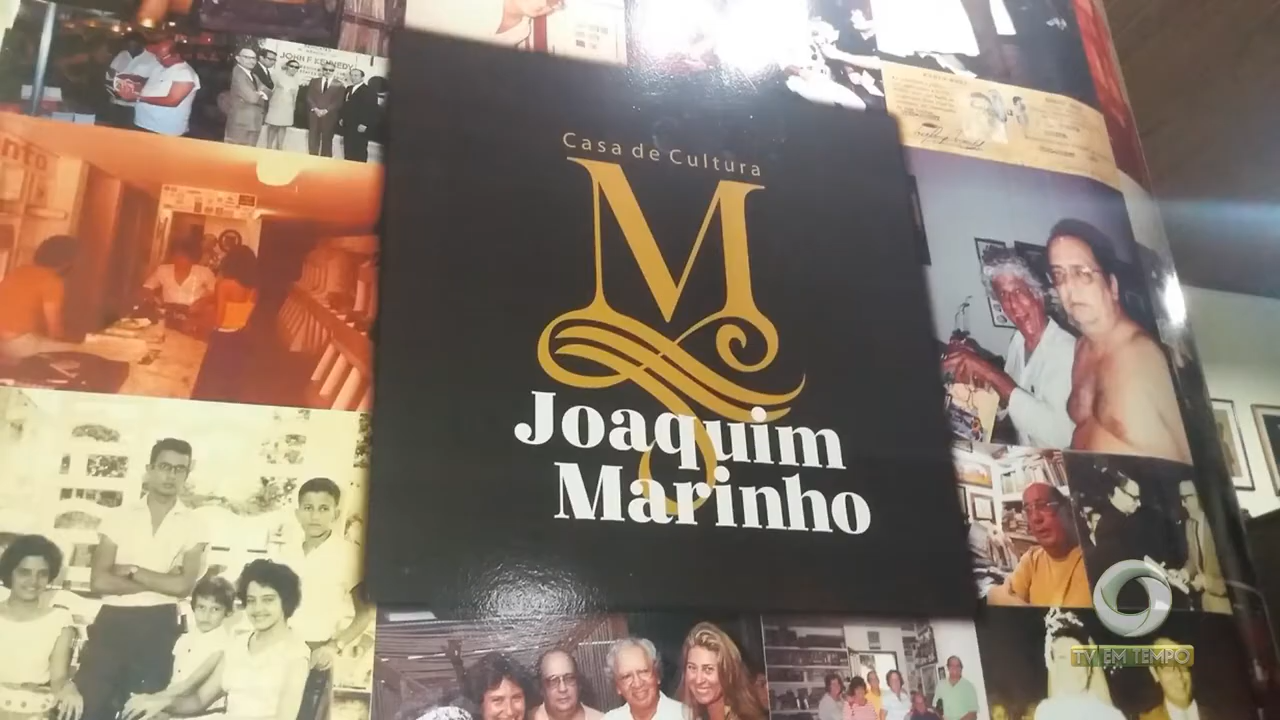 JOHN F. KENNEDY
Casa de Cultura
M
Joaquim
Marinho
TV EM TEMPO